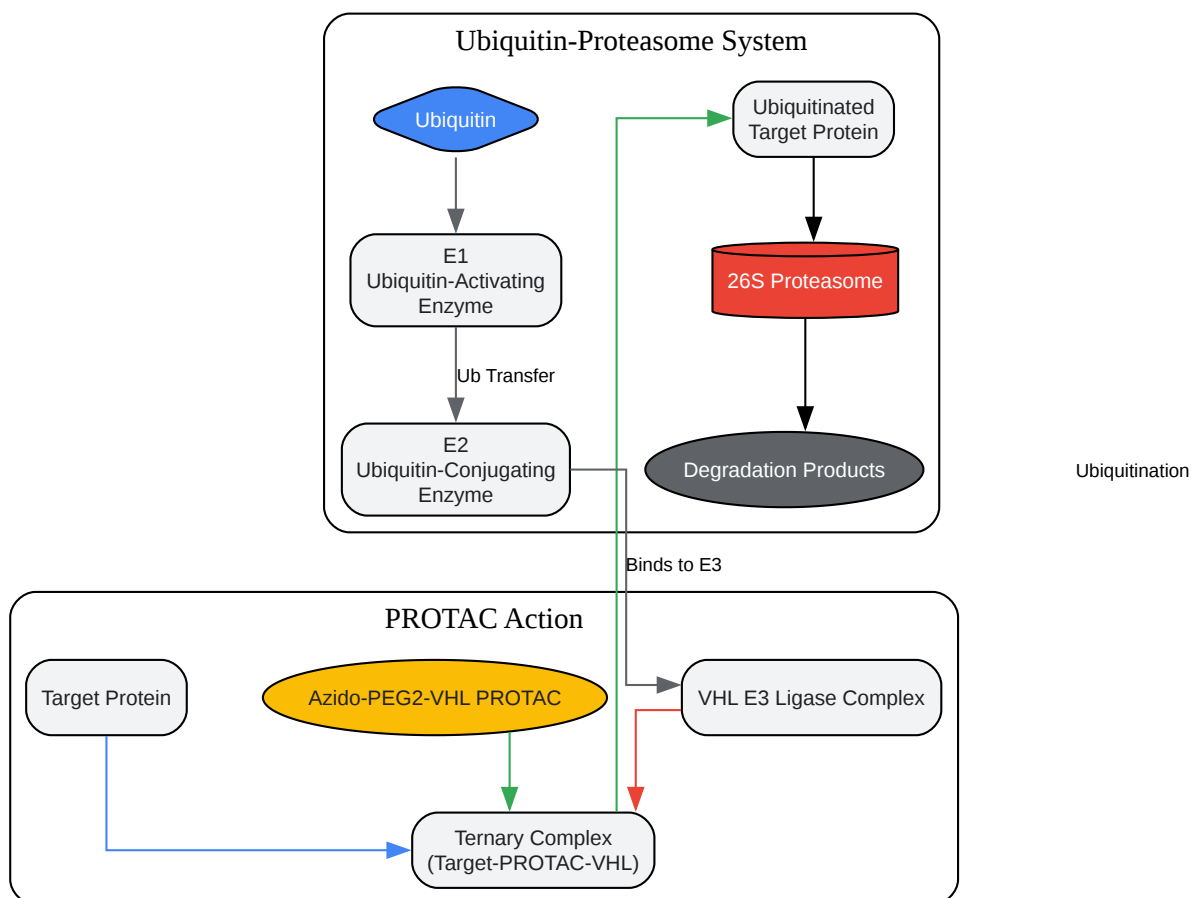 Ubiquitin-Proteasome System
Ubiquitin
Ubiquitinated
Target Protein
E1
Ubiquitin-Activating
Enzyme
26S Proteasome
Ub Transfer
E2
Ubiquitin-Conjugating
Enzyme
Degradation Products
Ubiquitination
Binds to E3
PROTAC Action
Target Protein
Azido-PEG2-VHL PROTAC
VHL E3 Ligase Complex
Ternary Complex
(Target-PROTAC-VHL)